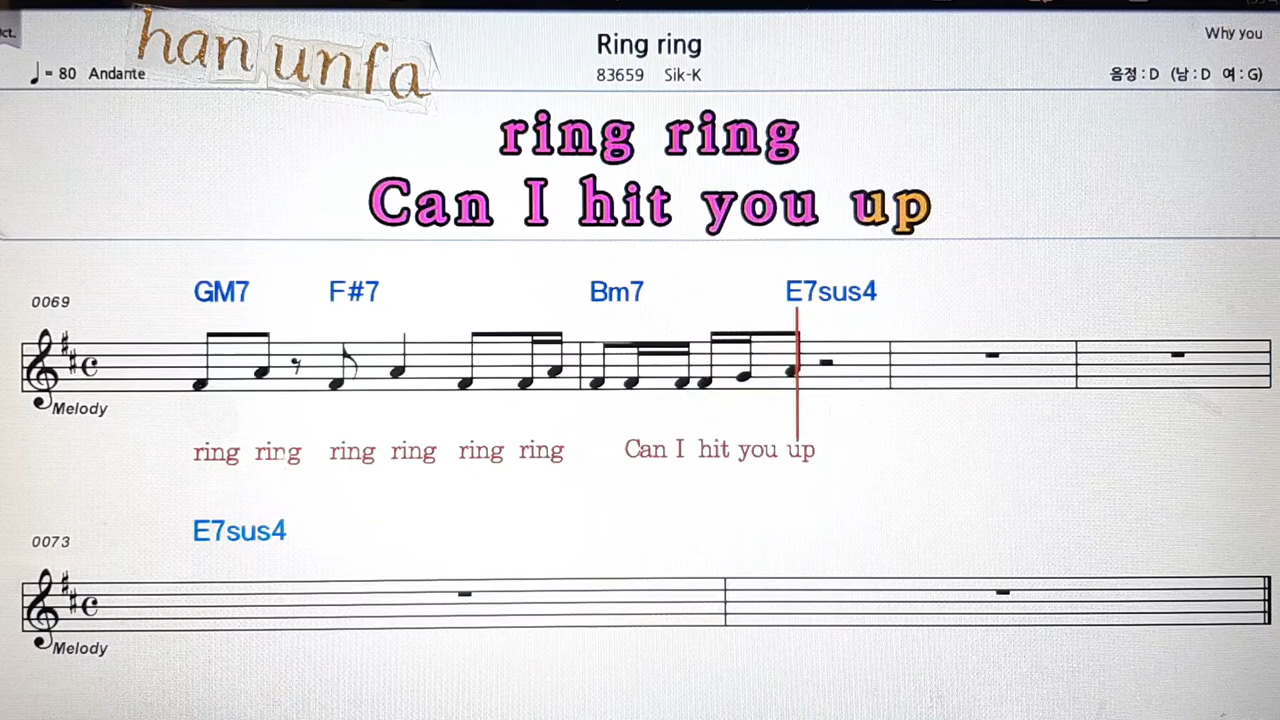 ct.
han unfa
Ring ring
Why you
♩= 80 Andante
83659 Sik-K
음정 : D (남 : D 여 : G)
ring ring
Can I hit you up
0069
GM7 F#7 Bm7 E7sus4
Melody
ring ring ring ring ring ring Can I hit you up
E7sus4
0073
Melody